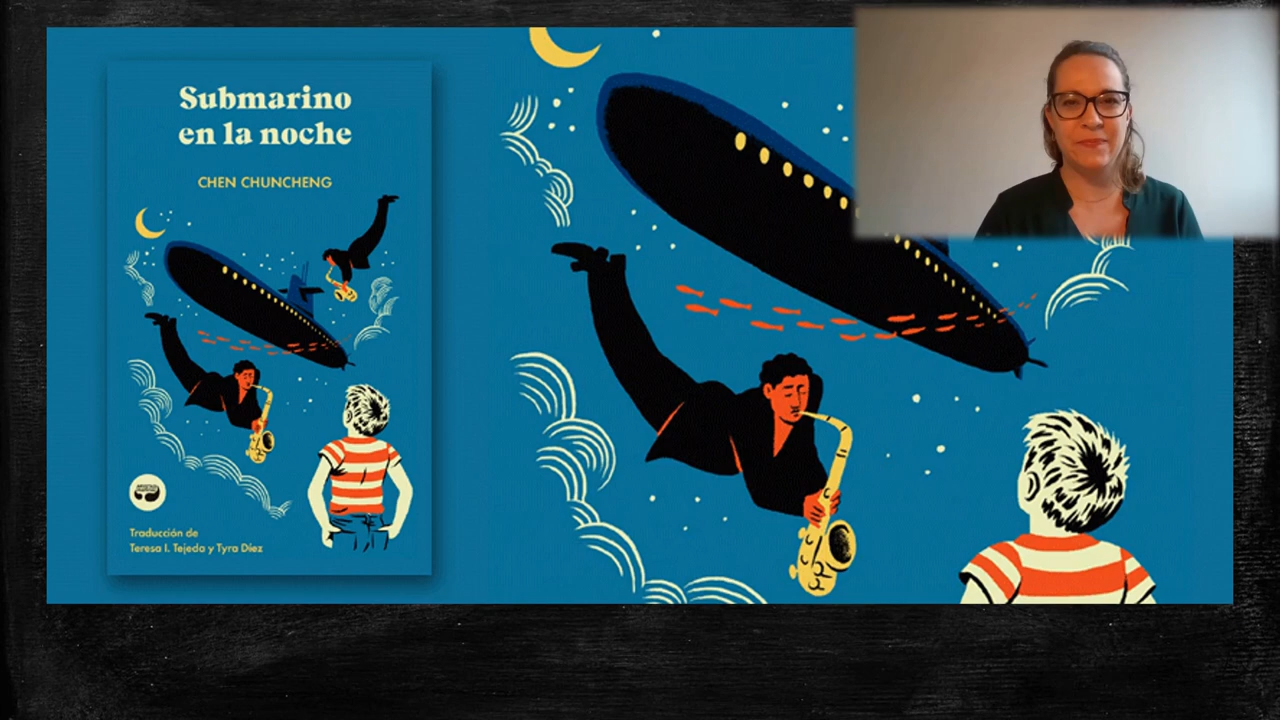 Submarino
en la noche
CHEN CHUNCHENG
Traducción de
Teresa I. Tejeda y Tyra Díez